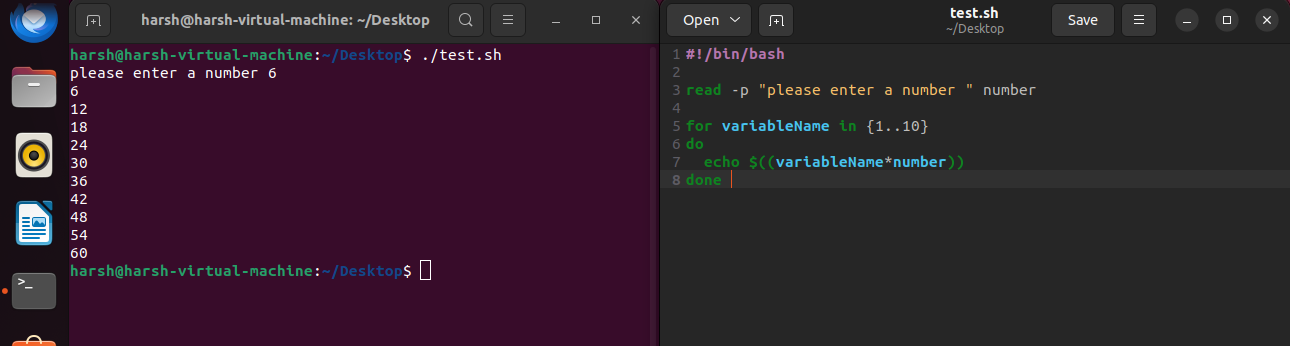 harsh@harsh-virtual-machine: ~/Desktop
harsh@harsh-virtual-machine:~/Desktop$ ./test.sh
please enter a number 6
6
12
18
24
30
36
42
48
54
60
harsh@harsh-virtual-machine:~/Desktop$
>_
Open
test.sh
~/Desktop
Save
1 #!/bin/bash
2
3 read -p "please enter a number " number
4
5 for variableName in {1..10}
6 do
7   echo $((variableName*number))
8 done